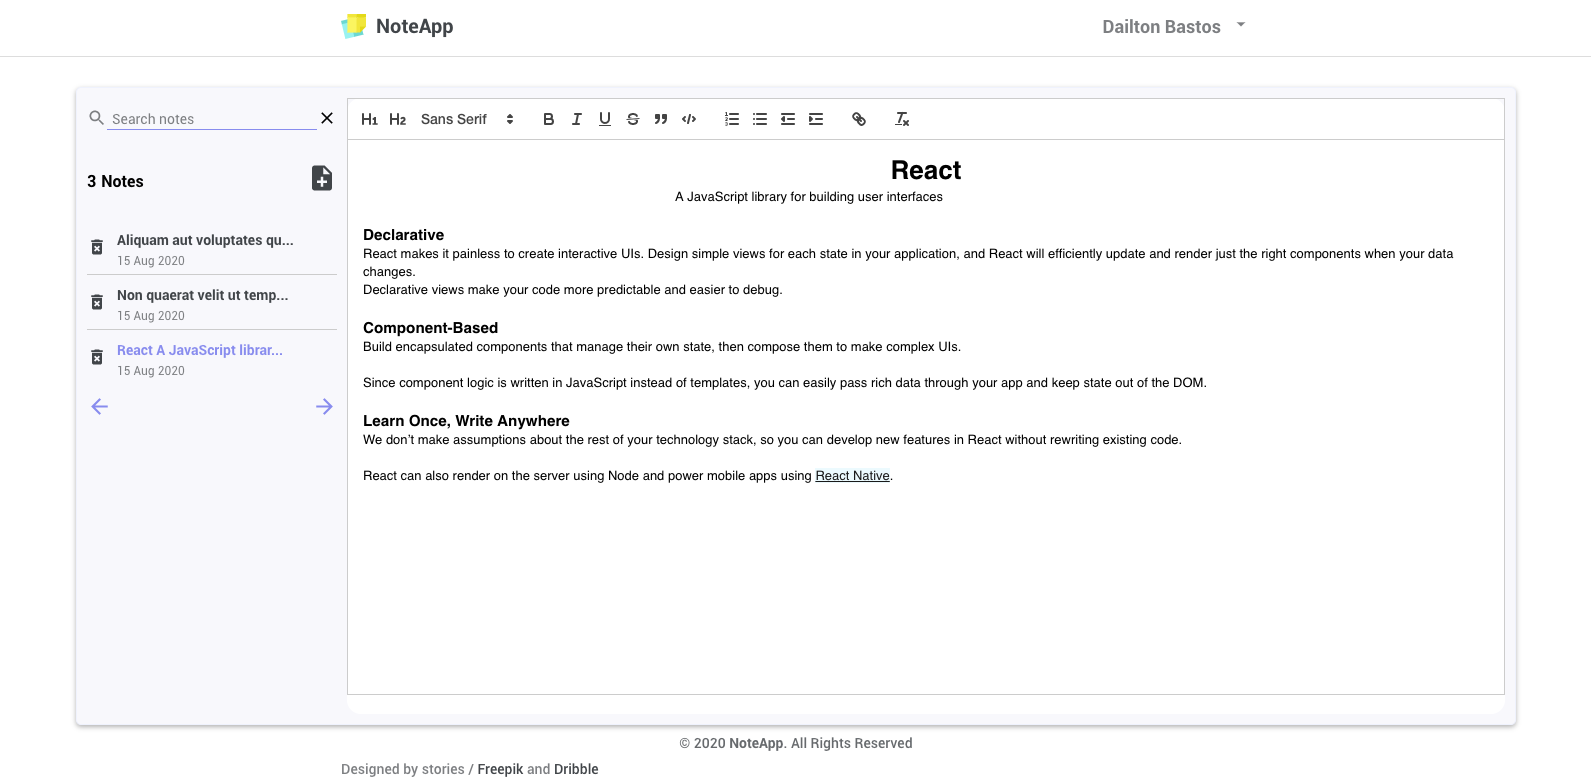 NoteApp
Dailton Bastos
Search notes
H1 H2 Sans Serif B I U S
3 Notes
Aliquam aut voluptates qu...
15 Aug 2020
Non quaerat velit ut temp...
15 Aug 2020
React A JavaScript librar...
15 Aug 2020
React
A JavaScript library for building user interfaces
Declarative
React makes it painless to create interactive UIs. Design simple views for each state in your application, and React will efficiently update and render just the right components when your data
changes.
Declarative views make your code more predictable and easier to debug.
Component-Based
Build encapsulated components that manage their own state, then compose them to make complex UIs.
Since component logic is written in JavaScript instead of templates, you can easily pass rich data through your app and keep state out of the DOM.
Learn Once, Write Anywhere
We don’t make assumptions about the rest of your technology stack, so you can develop new features in React without rewriting existing code.
React can also render on the server using Node and power mobile apps using React Native.
© 2020 NoteApp. All Rights Reserved
Designed by stories / Freepik and Dribble